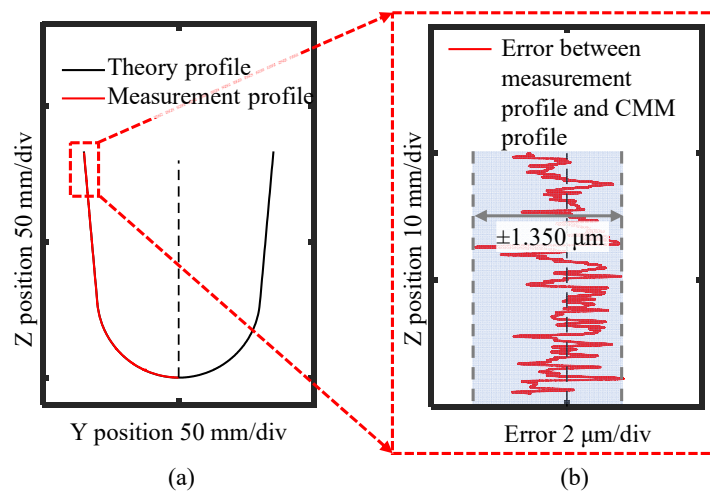 Theory profile
Measurement profile
Z position 50 mm/div
Y position 50 mm/div
(a)
Error between
measurement
profile and CMM
profile
±1.350 μm
Z position 10 mm/div
Error 2 μm/div
(b)